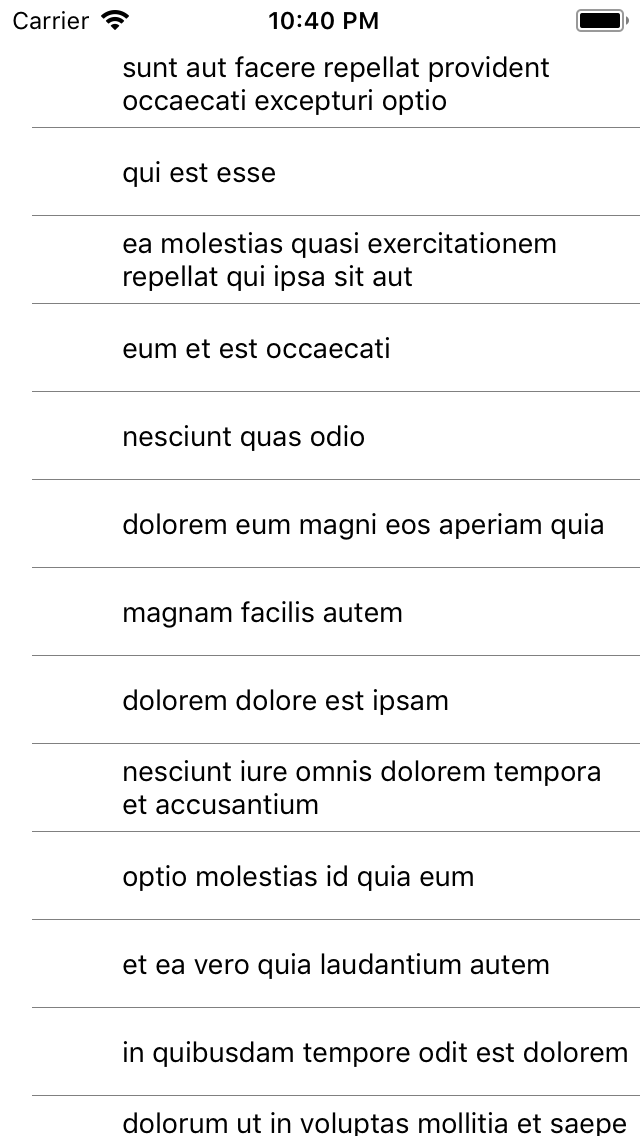 Carrier 10:40 PM
sunt aut facere repellat provident
occaecati excepturi optio
qui est esse
ea molestias quasi exercitationem
repellat qui ipsa sit aut
eum et est occaecati
nesciunt quas odio
dolorem eum magni eos aperiam quia
magnam facilis autem
dolorem dolore est ipsam
nesciunt iure omnis dolorem tempora
et accusantium
optio molestias id quia eum
et ea vero quia laudantium autem
in quibusdam tempore odit est dolorem
dolorum ut in voluptas mollitia et saepe